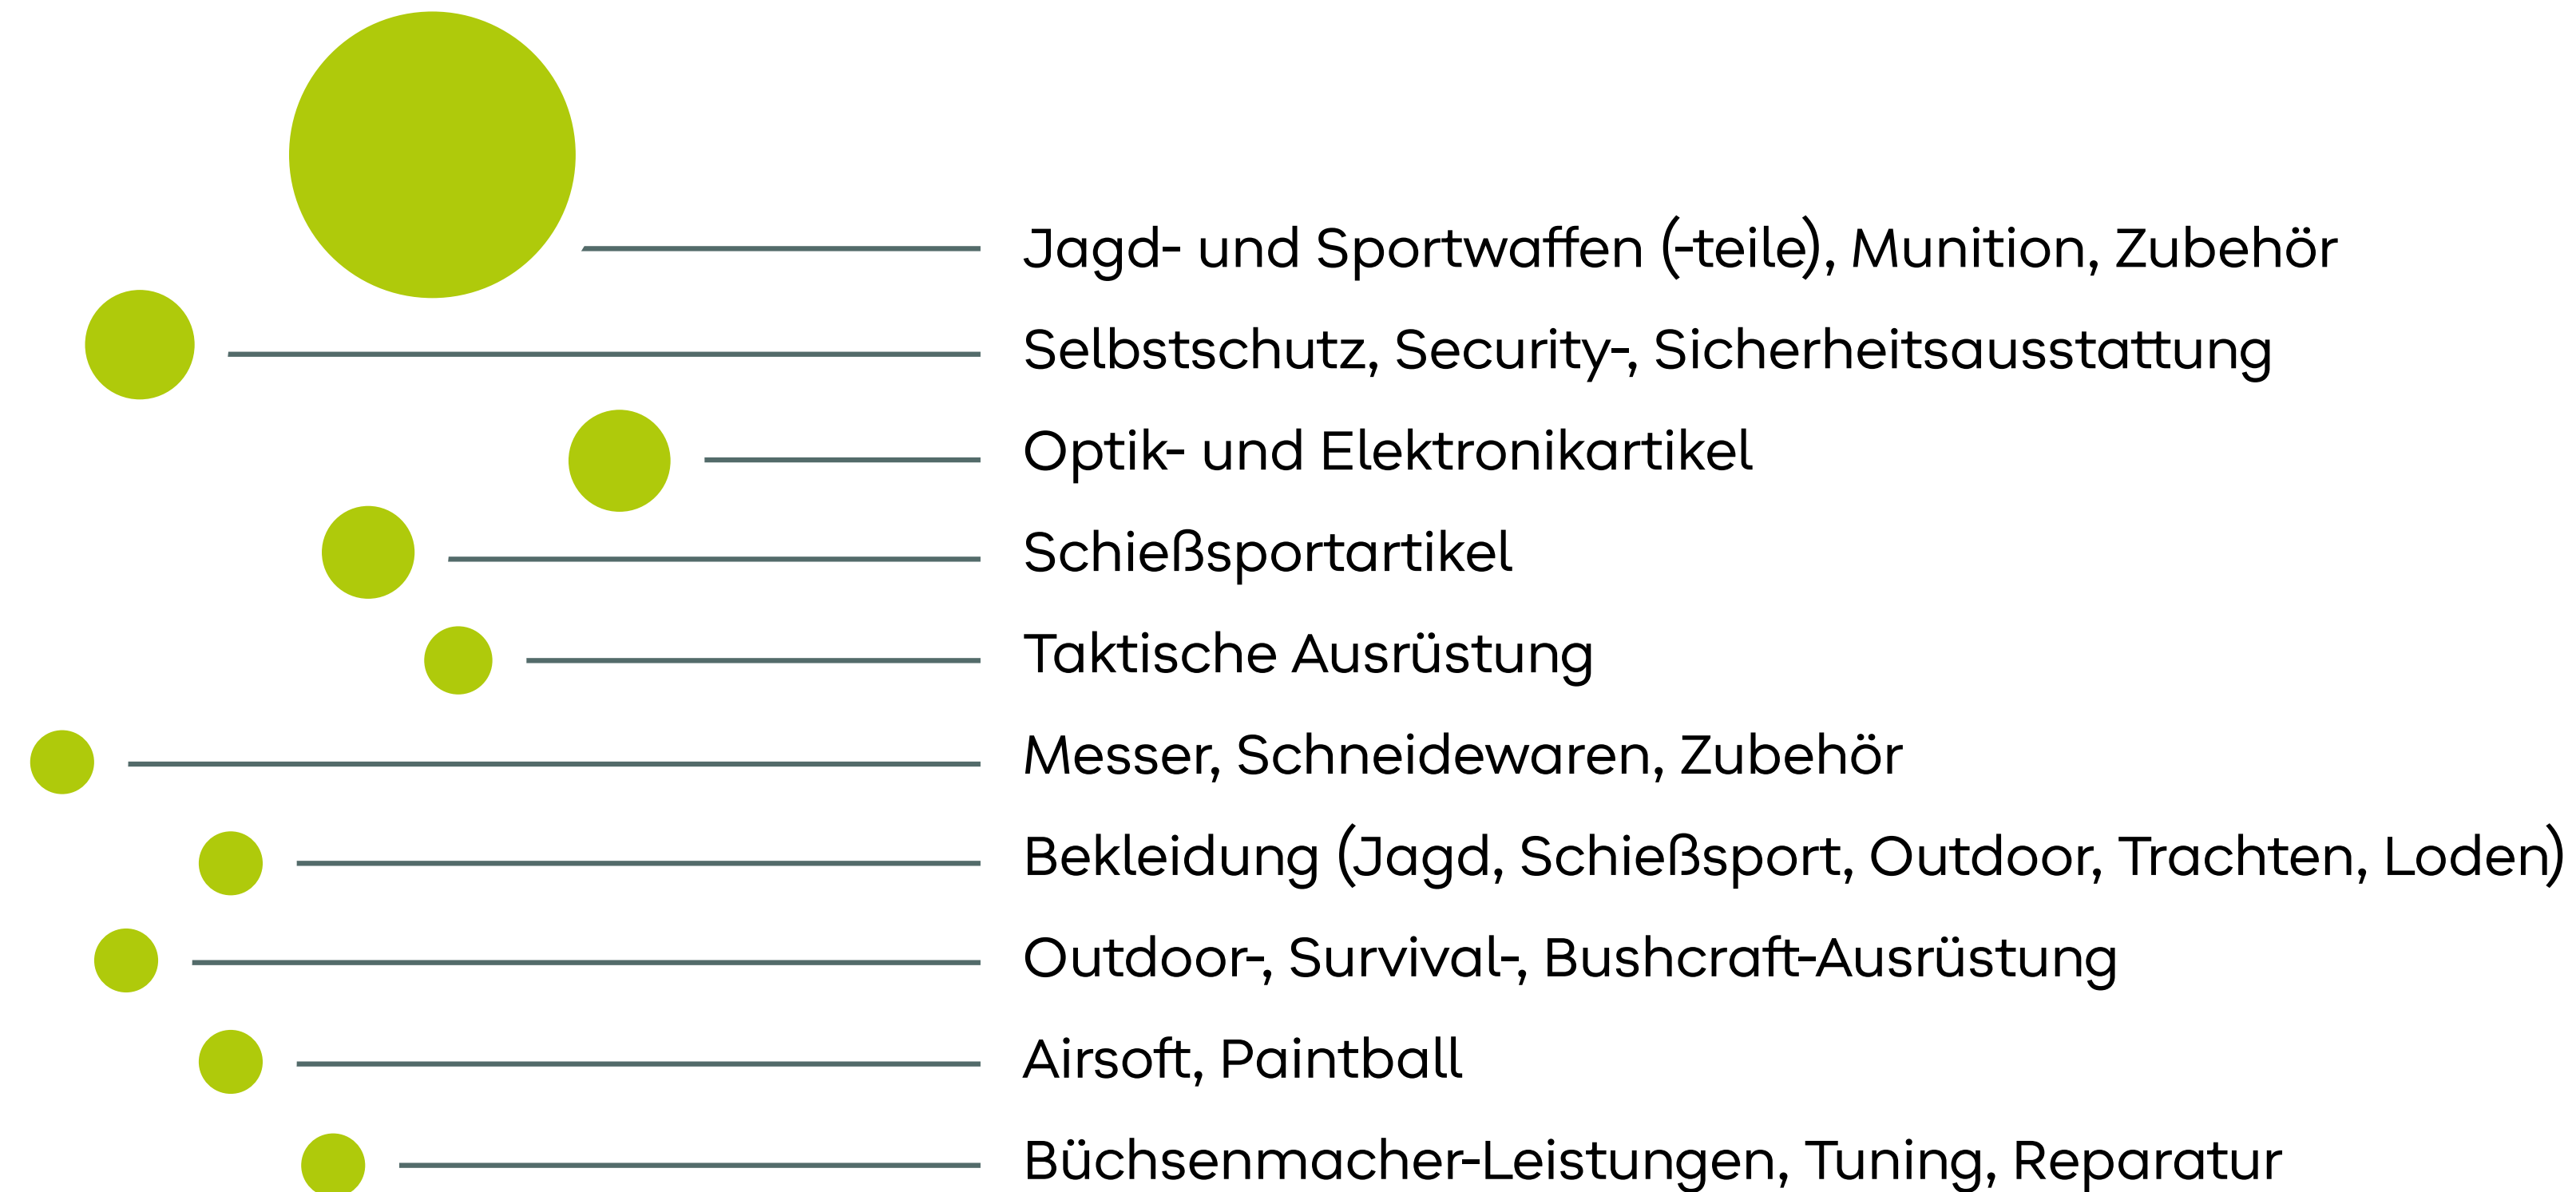 Jagd- und Sportwaffen (-teile), Munition, Zubehör
Selbstschutz, Security-, Sicherheitsausstattung
Optik- und Elektronikartikel
Schießsportartikel
Taktische Ausrüstung
Messer, Schneidewaren, Zubehör
Bekleidung (Jagd, Schießsport, Outdoor, Trachten, Loden)
Outdoor-, Survival-, Bushcraft-Ausrüstung
Airsoft, Paintball
Büchsenmacher-Leistungen, Tuning, Reparatur